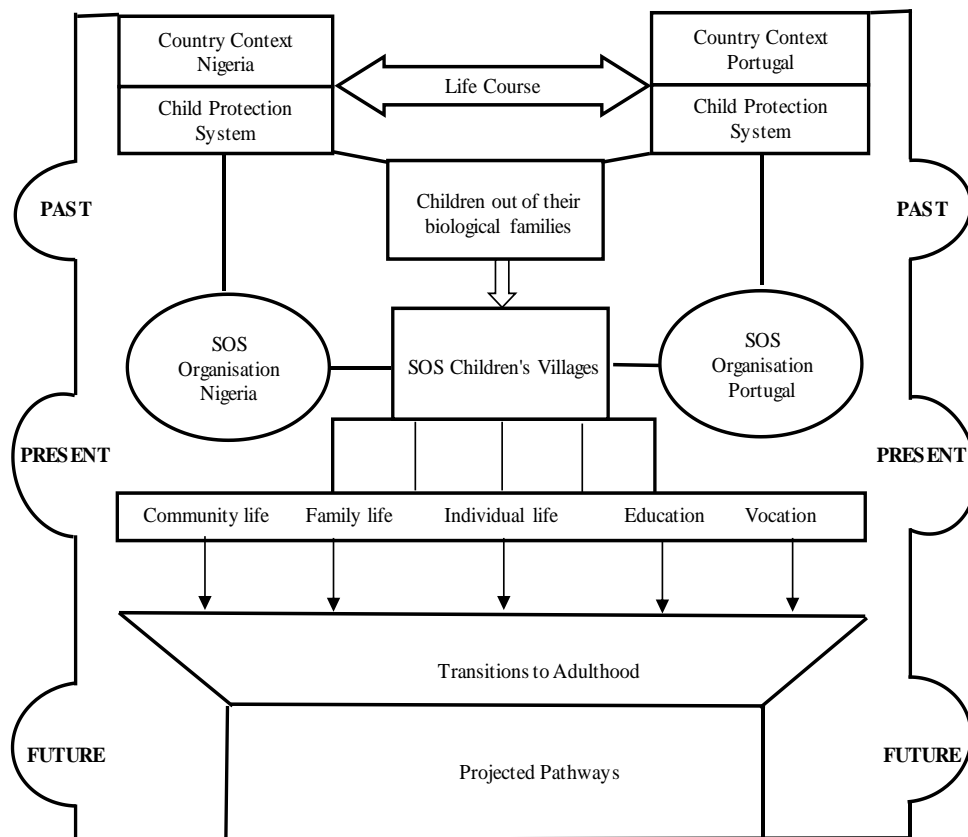 Country Context
Nigeria
Country Context
Portugal
Life Course
Child Protection
System
Child Protection
System
PAST
Children out of their
biological families
PAST
SOS
Organisation
Nigeria
SOS Children's Villages
SOS
Organisation
Portugal
PRESENT
PRESENT
Community life Family life Individual life Education Vocation
Transitions to Adulthood
FUTURE
Projected Pathways
FUTURE